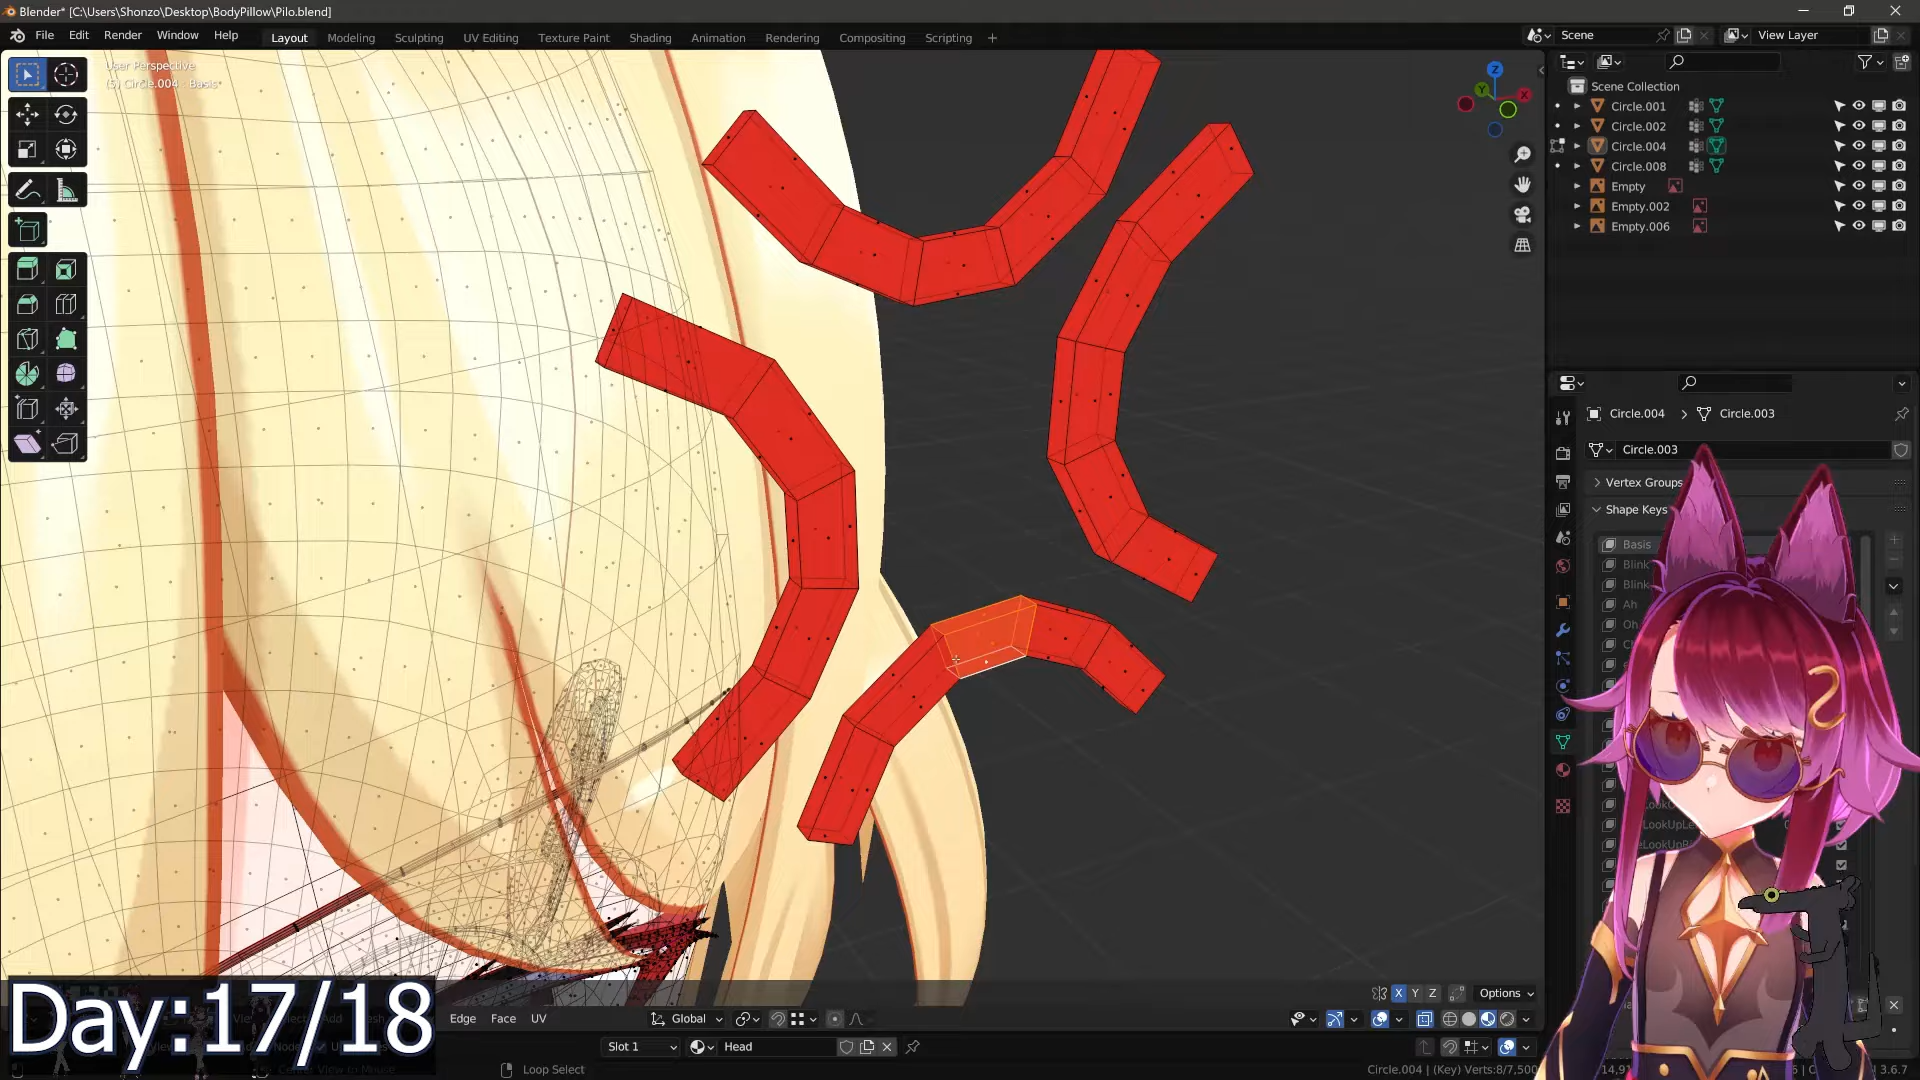 Blender* [C:\Users\Shonzo\Desktop\BodyPillow\Pilo.blend]
File Edit Render Window Help
Layout Modeling Sculpting UV Editing Texture Paint Shading Animation Rendering Compositing Scripting +
Scene
View Layer
User Perspective
(5) Circle.004 : Basis*
Scene Collection
Circle.001
Circle.002
Circle.004
Circle.008
Empty
Empty.002
Empty.006
Z
Y
X
Circle.004 > Circle.003
Circle.003
Vertex Groups
Shape Keys
Basis
Blink
Blink
Ah
Oh
X Y Z
Options
Day:17/18
Edge Face UV
Global
Slot 1
Head
Loop Select
Circle.004 | (Key) Verts:8/7,500
3.6.7